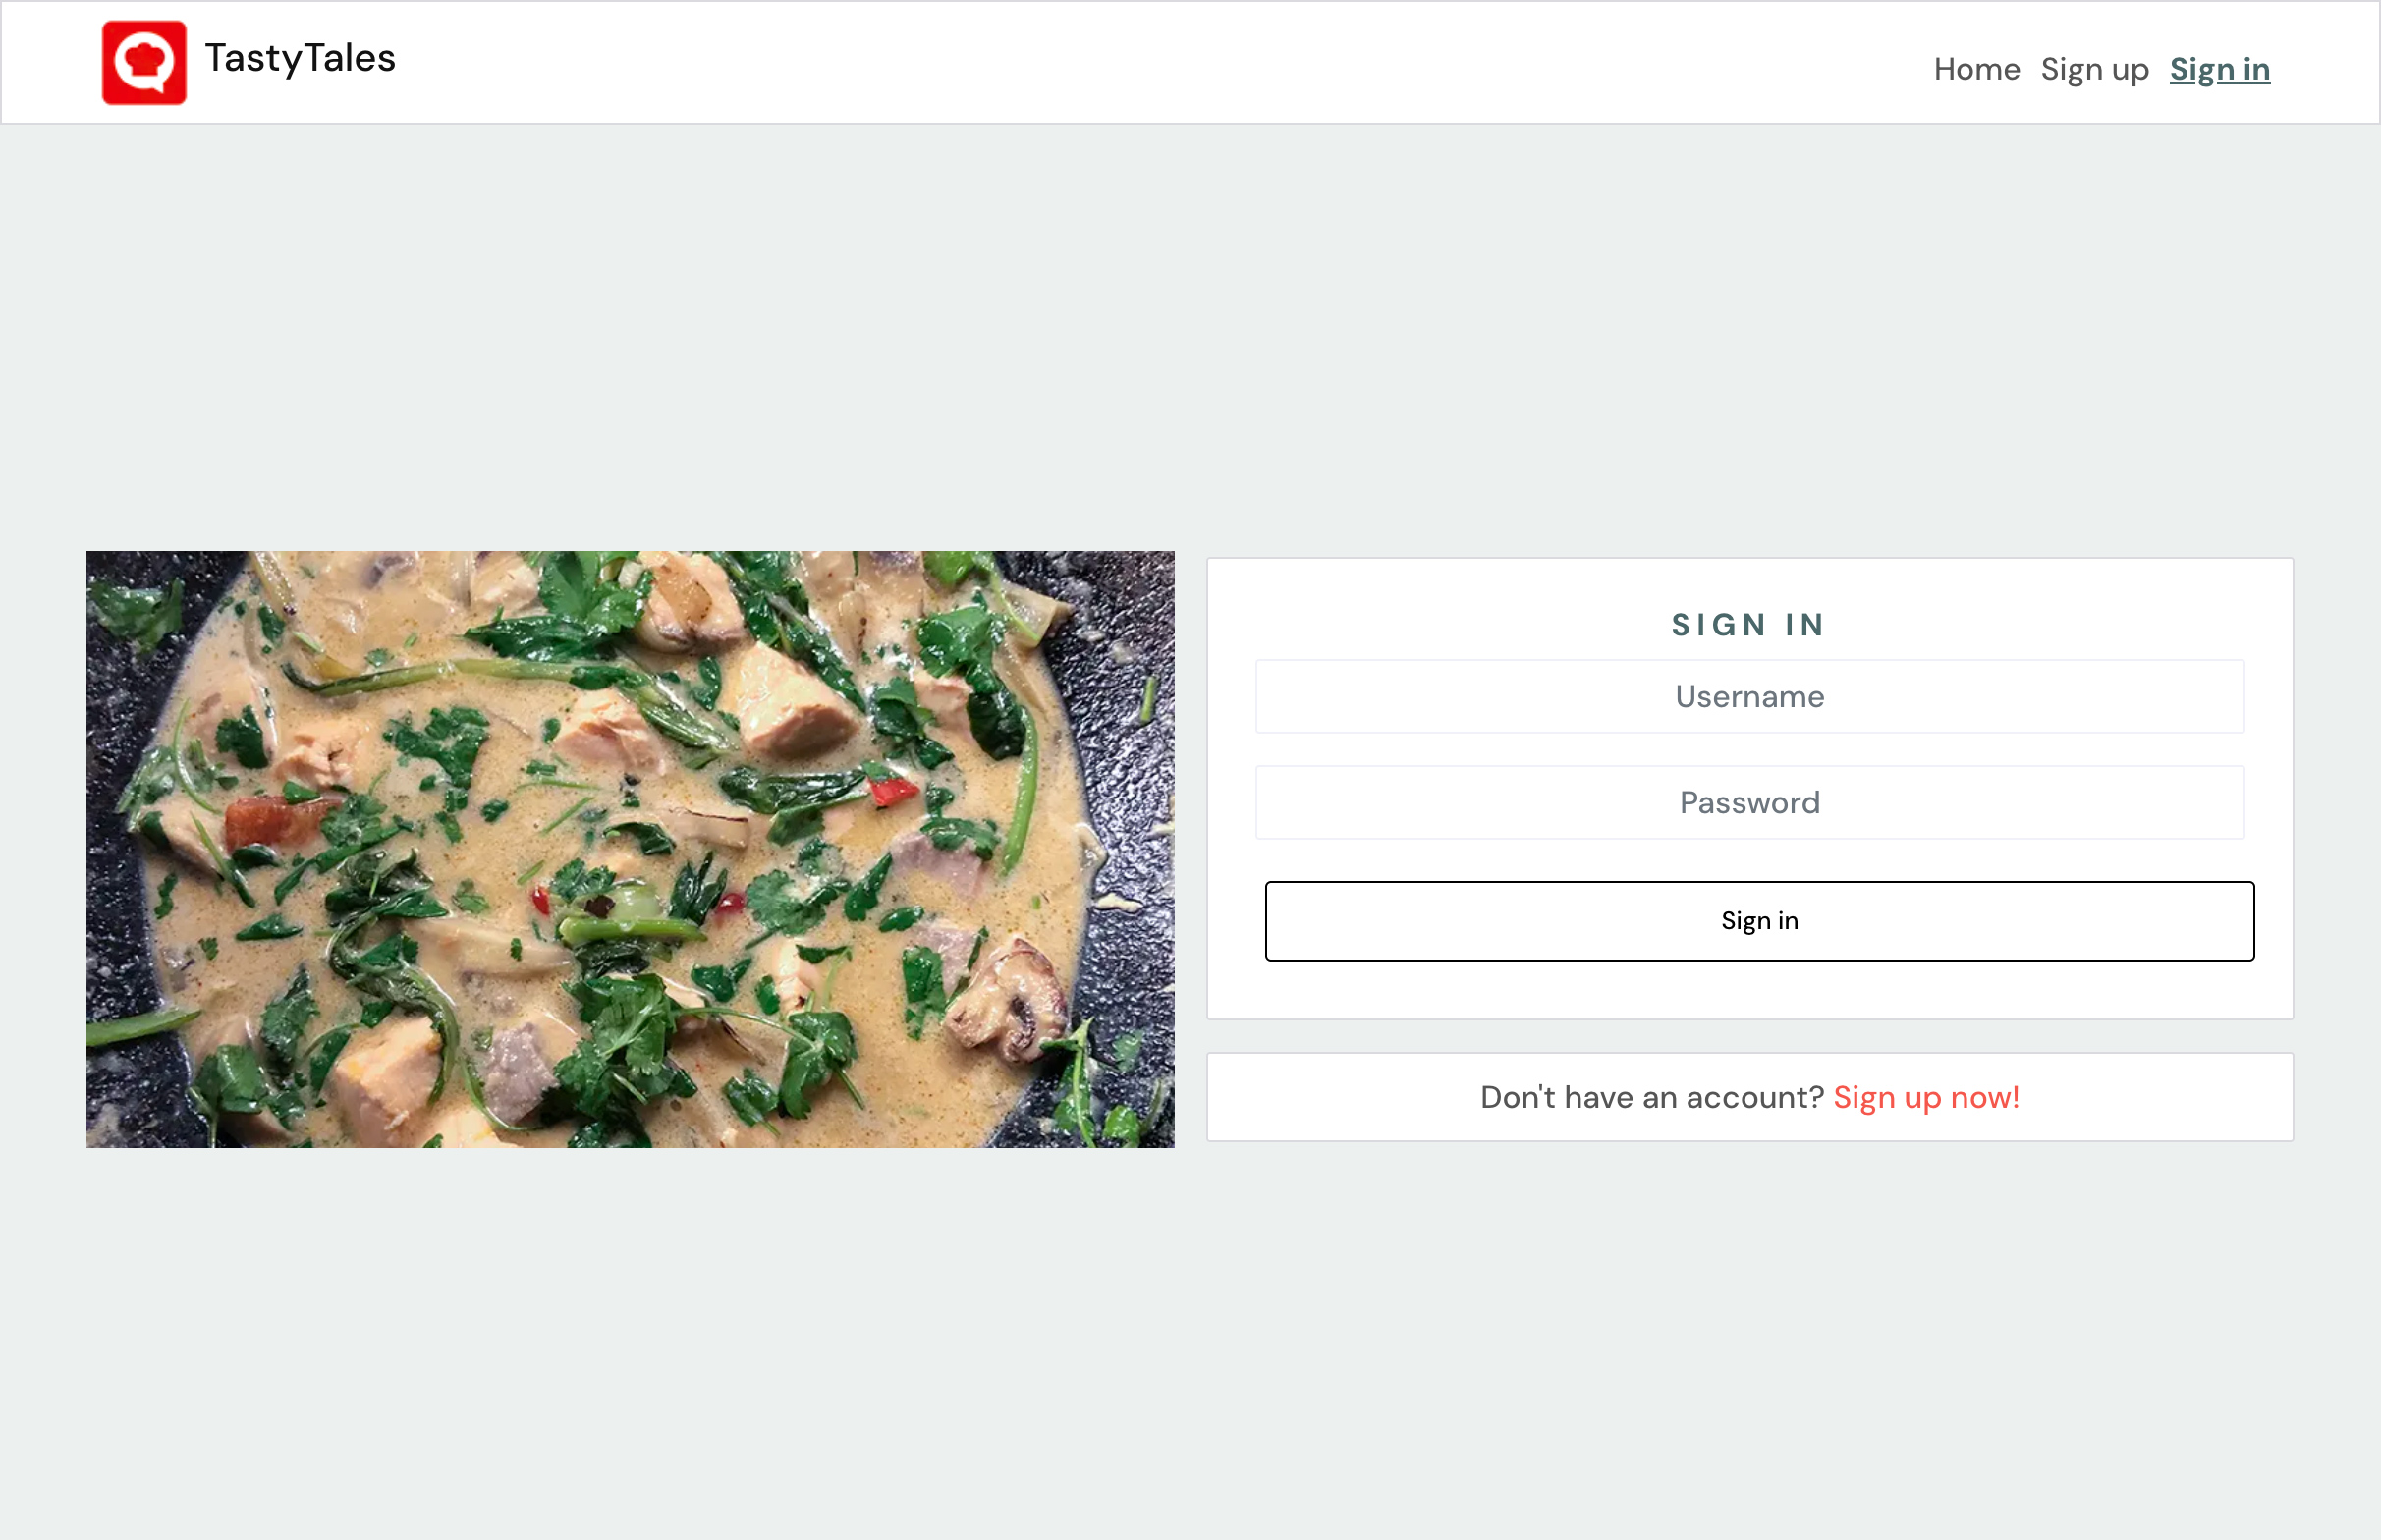 TastyTales
Home Sign up Sign in
SIGN IN
Username
Password
Sign in
Don't have an account? Sign up now!